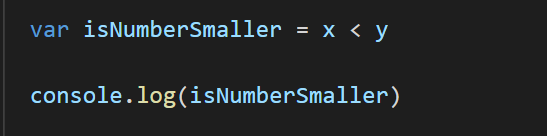 var isNumberSmaller = x < y
console.log(isNumberSmaller)